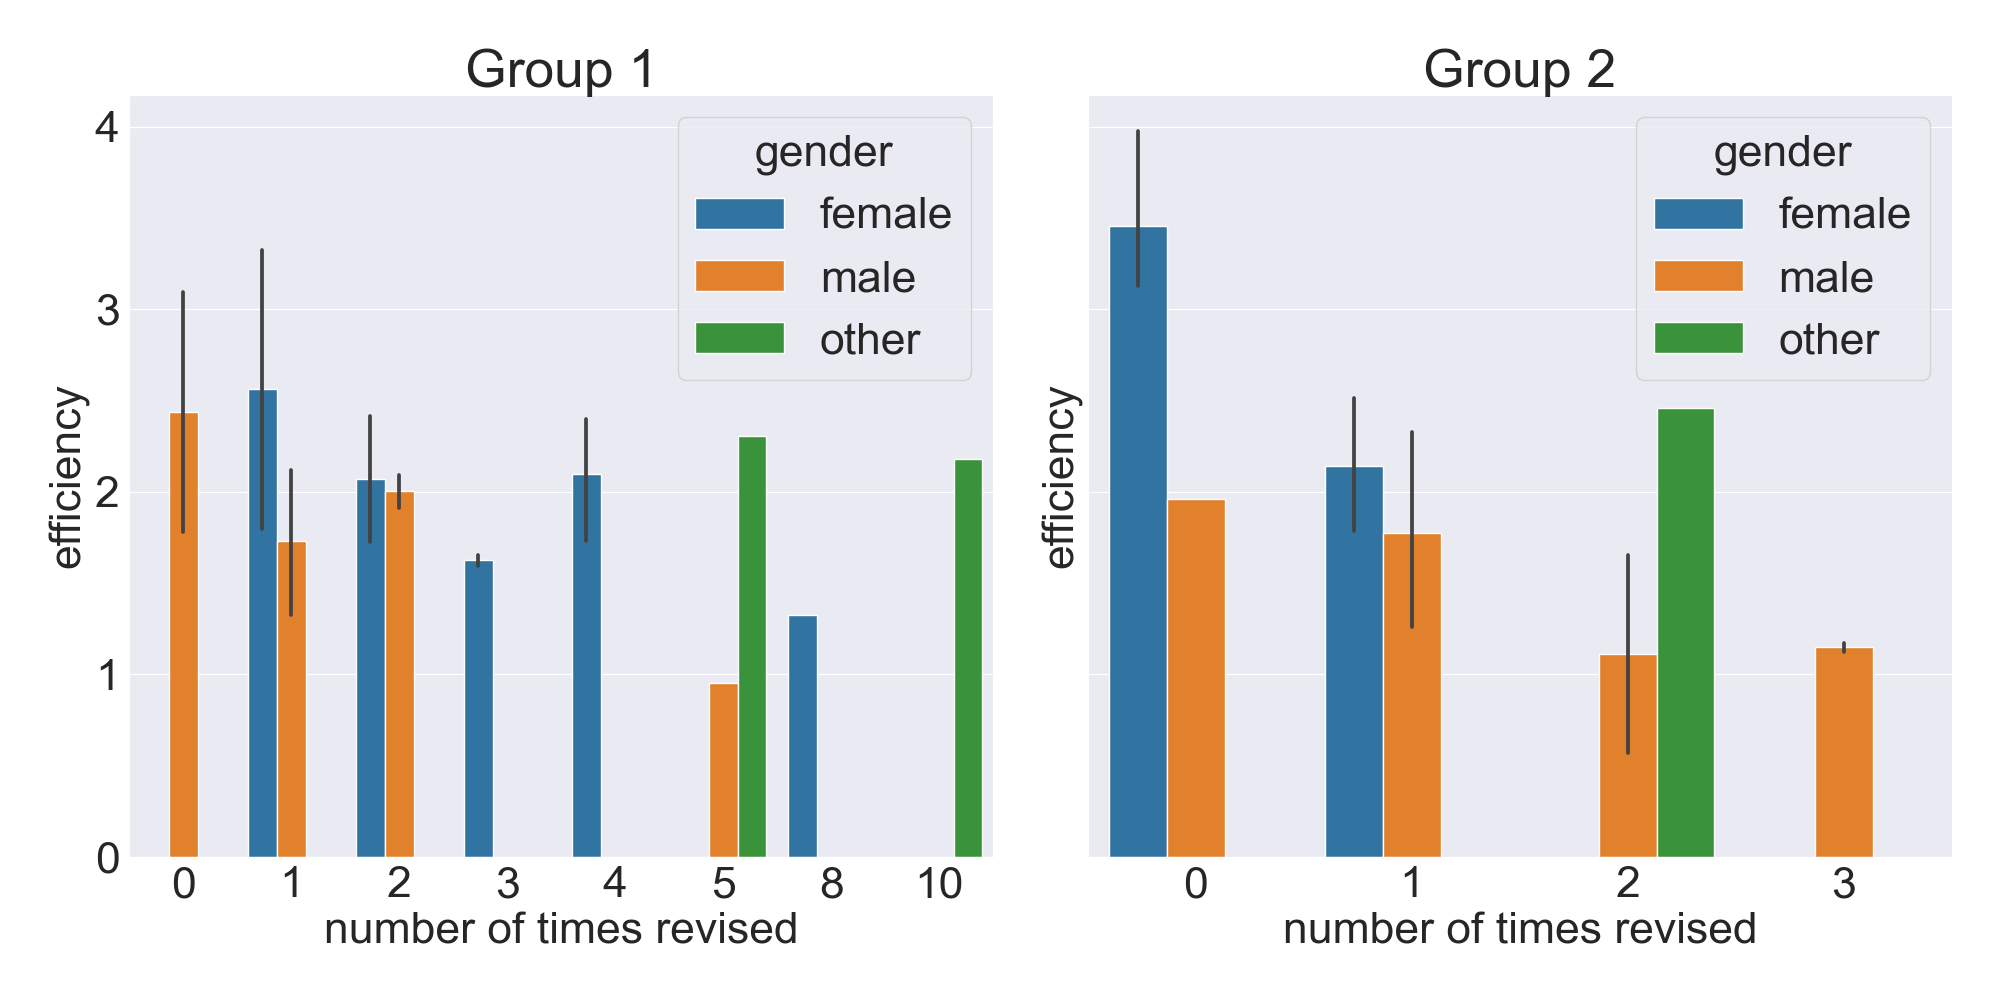 Group 1
4
3
2
1
0
efficiency
gender
female
male
other
0 1 2 3 4 5 8 10
number of times revised
Group 2
efficiency
gender
female
male
other
0 1 2 3
number of times revised